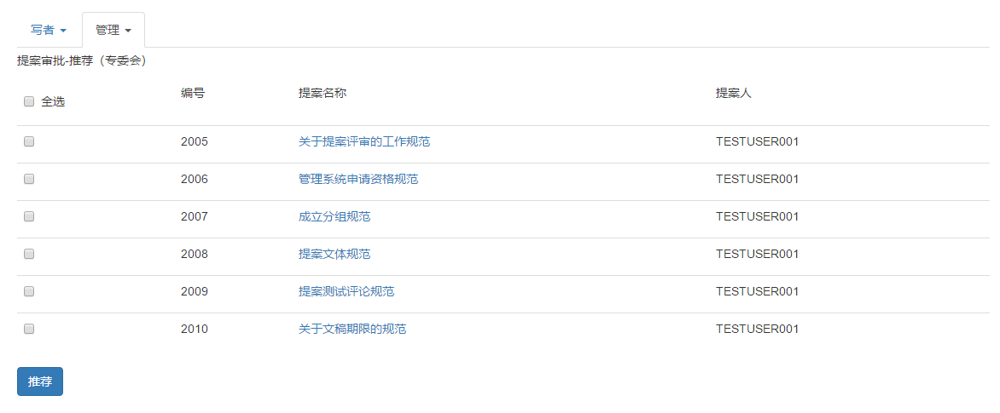 写者 管理
提案审批-推荐（专委会）
全选 编号 提案名称 提案人
2005 关于提案评审的工作规范 TESTUSER001
2006 管理系统申请资格规范 TESTUSER001
2007 成立分组规范 TESTUSER001
2008 提案文体规范 TESTUSER001
2009 提案测试评论规范 TESTUSER001
2010 关于文稿期限的规范 TESTUSER001
推荐